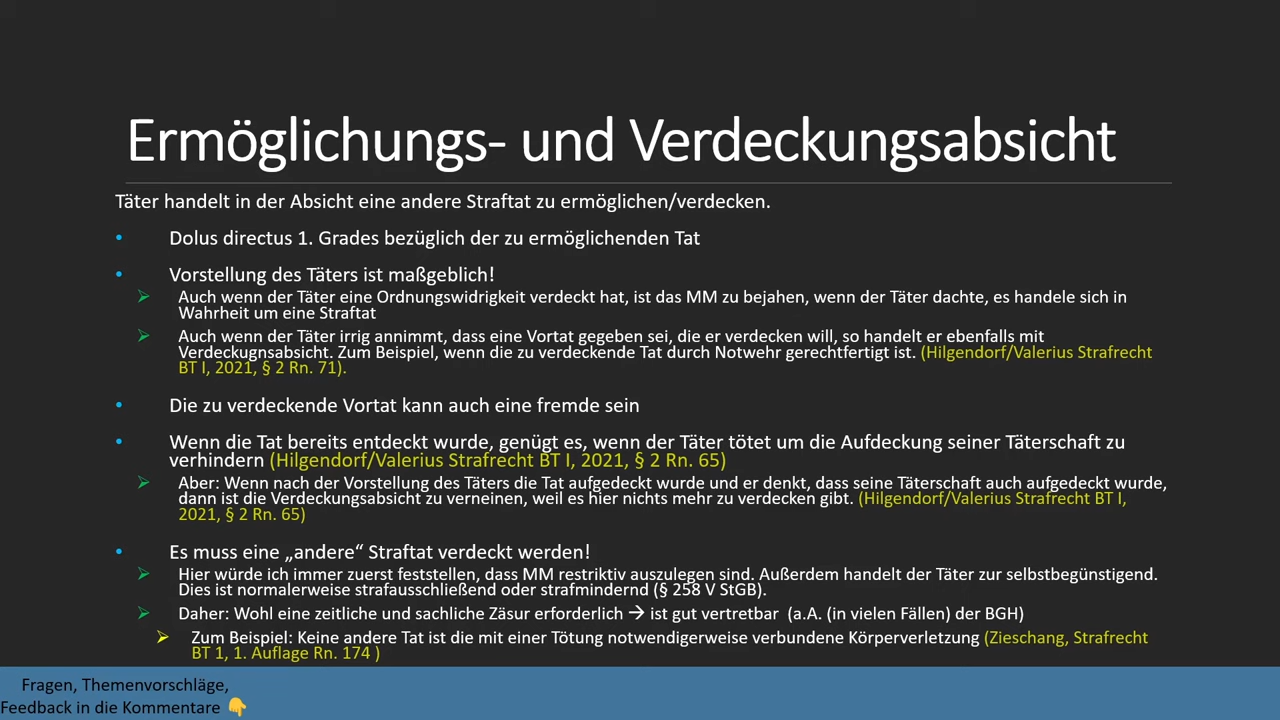 Ermöglichungs- und Verdeckungsabsicht
Täter handelt in der Absicht eine andere Straftat zu ermöglichen/verdecken.
• Dolus directus 1. Grades bezüglich der zu ermöglichenden Tat
• Vorstellung des Täters ist maßgeblich!
➢ Auch wenn der Täter eine Ordnungswidrigkeit verdeckt hat, ist das MM zu bejahen, wenn der Täter dachte, es handele sich in
Wahrheit um eine Straftat
➢ Auch wenn der Täter irrig annimmt, dass eine Vortat gegeben sei, die er verdecken will, so handelt er ebenfalls mit
Verdeckugnsabsicht. Zum Beispiel, wenn die zu verdeckende Tat durch Notwehr gerechtfertigt ist. (Hilgendorf/Valerius Strafrecht
BT I, 2021, § 2 Rn. 71).
• Die zu verdeckende Vortat kann auch eine fremde sein
• Wenn die Tat bereits entdeckt wurde, genügt es, wenn der Täter tötet um die Aufdeckung seiner Täterschaft zu
verhindern (Hilgendorf/Valerius Strafrecht BT I, 2021, § 2 Rn. 65)
➢ Aber: Wenn nach der Vorstellung des Täters die Tat aufgedeckt wurde und er denkt, dass seine Täterschaft auch aufgedeckt wurde,
dann ist die Verdeckungsabsicht zu verneinen, weil es hier nichts mehr zu verdecken gibt. (Hilgendorf/Valerius Strafrecht BT I,
2021, § 2 Rn. 65)
• Es muss eine „andere“ Straftat verdeckt werden!
➢ Hier würde ich immer zuerst feststellen, dass MM restriktiv auszulegen sind. Außerdem handelt der Täter zur selbstbegünstigend.
Dies ist normalerweise strafausschließend oder strafmindernd (§ 258 V StGB).
➢ Daher: Wohl eine zeitliche und sachliche Zäsur erforderlich → ist gut vertretbar (a.A. (in vielen Fällen) der BGH)
➢ Zum Beispiel: Keine andere Tat ist die mit einer Tötung notwendigerweise verbundene Körperverletzung (Zieschang, Strafrecht
BT 1, 1. Auflage Rn. 174 )
Fragen, Themenvorschläge,
Feedback in die Kommentare 👇